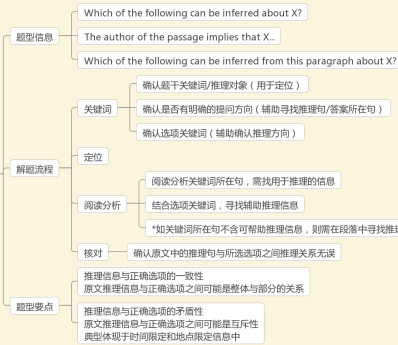 题型信息
Which of the following can be inferred about X?
The author of the passage implies that X...
Which of the following can be inferred from this paragraph about X?
解题流程
关键词
确认题干关键词/推理对象（用于定位）
确认是否有明确的提问方向（辅助寻找推理句/答案所在句）
确认选项关键词（辅助确认推理方向）
定位
阅读分析
阅读分析关键词所在句，需找用于推理的信息
结合选项关键词，寻找辅助推理信息
*如关键词所在句不含可帮助推理信息，则需在段落中寻找推理
核对
确认原文中的推理句与所选选项之间推理关系无误
题型要点
推理信息与正确选项的一致性
原文推理信息与正确选项之间可能是整体与部分的关系
推理信息与正确选项的矛盾性
原文推理信息与正确选项之间可能是互斥性
典型体现于时间限定和地点限定信息中